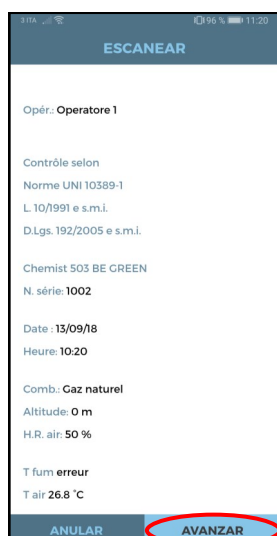 3 ITA 96 % 11:20
ESCANEAR
Opér.: Operatore 1
Contrôle selon
Norme UNI 10389-1
L. 10/1991 e s.m.i.
D.Lgs. 192/2005 e s.m.i.
Chemist 503 BE GREEN
N. série: 1002
Date : 13/09/18
Heure: 10:20
Comb.: Gaz naturel
Altitude: 0 m
H.R. air: 50 %
T fum erreur
T air 26.8 °C
ANULAR AVANZAR